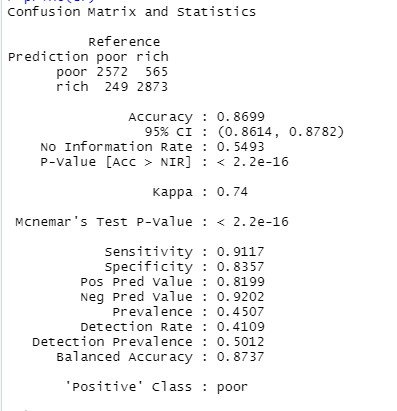 Confusion Matrix and Statistics
Reference
Prediction poor rich
poor 2572 565
rich 249 2873
Accuracy : 0.8699
95% CI : (0.8614, 0.8782)
No Information Rate : 0.5493
P-Value [Acc > NIR] : < 2.2e-16
Kappa : 0.74
Mcnemar's Test P-Value : < 2.2e-16
Sensitivity : 0.9117
Specificity : 0.8357
Pos Pred Value : 0.8199
Neg Pred Value : 0.9202
Prevalence : 0.4507
Detection Rate : 0.4109
Detection Prevalence : 0.5012
Balanced Accuracy : 0.8737
'Positive' Class : poor